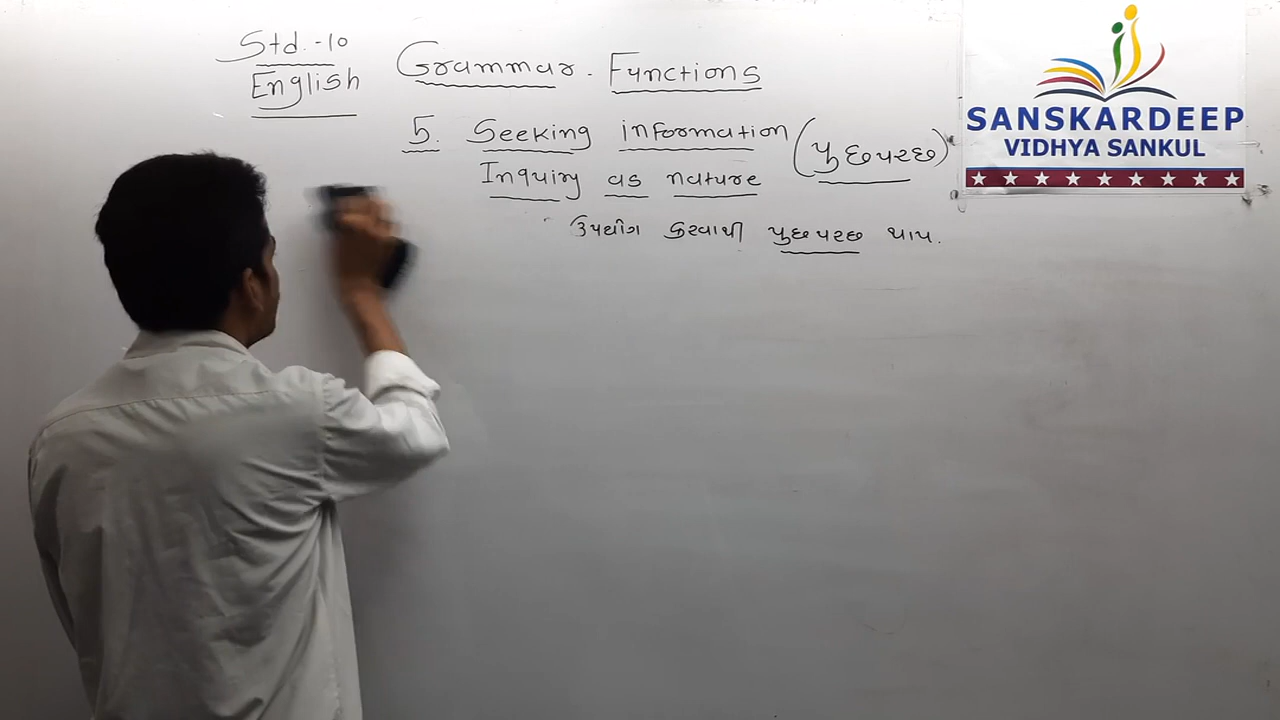 Std.-10
English
Grammar. Functions
5. Seeking information (પુછપરછ)
Inquiry as nature
ઉપયોગ કરવાથી પુછપરછ થાય.
SANSKARDEEP
VIDHYA SANKUL